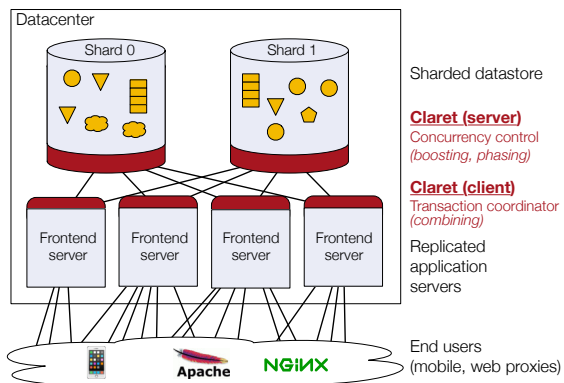 Datacenter
Shard 0
Shard 1
Sharded datastore
Claret (server)
Concurrency control
(boosting, phasing)
Claret (client)
Transaction coordinator
(combining)
Frontend
server
Frontend
server
Frontend
server
Frontend
server
Replicated
application
servers
Apache
NGiNX
End users
(mobile, web proxies)